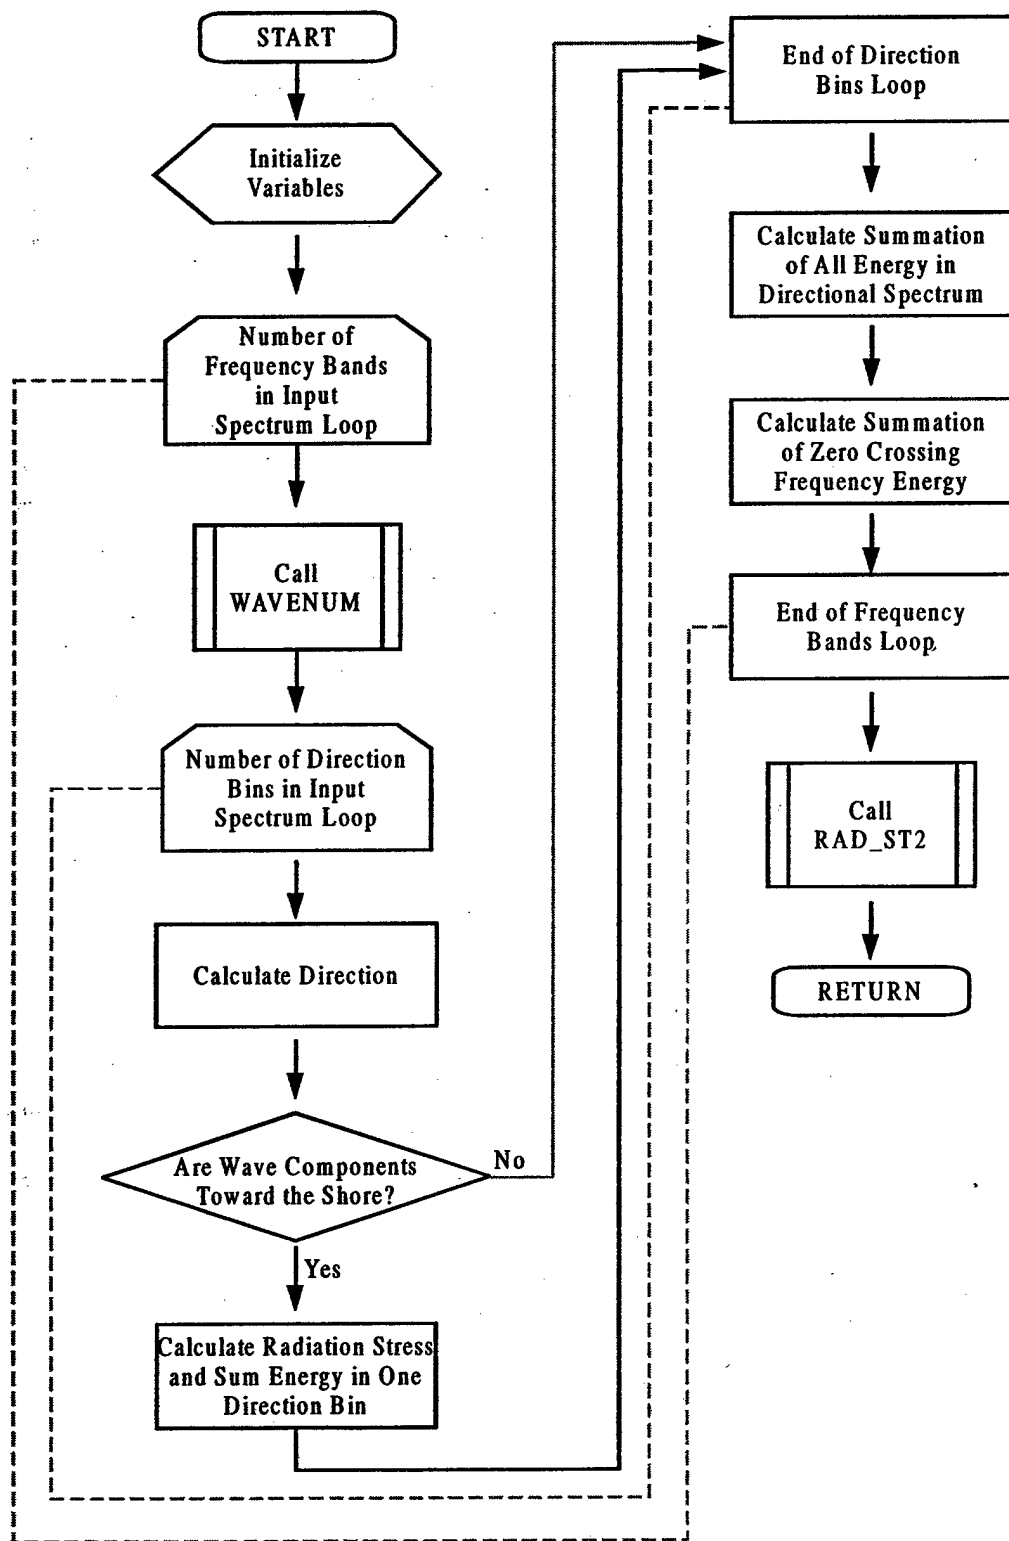 START
Initialize
Variables
Number of
Frequency Bands
in Input
Spectrum Loop
Call
WAVENUM
Number of Direction
Bins in Input
Spectrum Loop
Calculate Direction
Are Wave Components
Toward the Shore?
No
Yes
Calculate Radiation Stress
and Sum Energy in One
Direction Bin
End of Direction
Bins Loop
Calculate Summation
of All Energy in
Directional Spectrum
Calculate Summation
of Zero Crossing
Frequency Energy
End of Frequency
Bands Loop
Call
RAD_ST2
RETURN